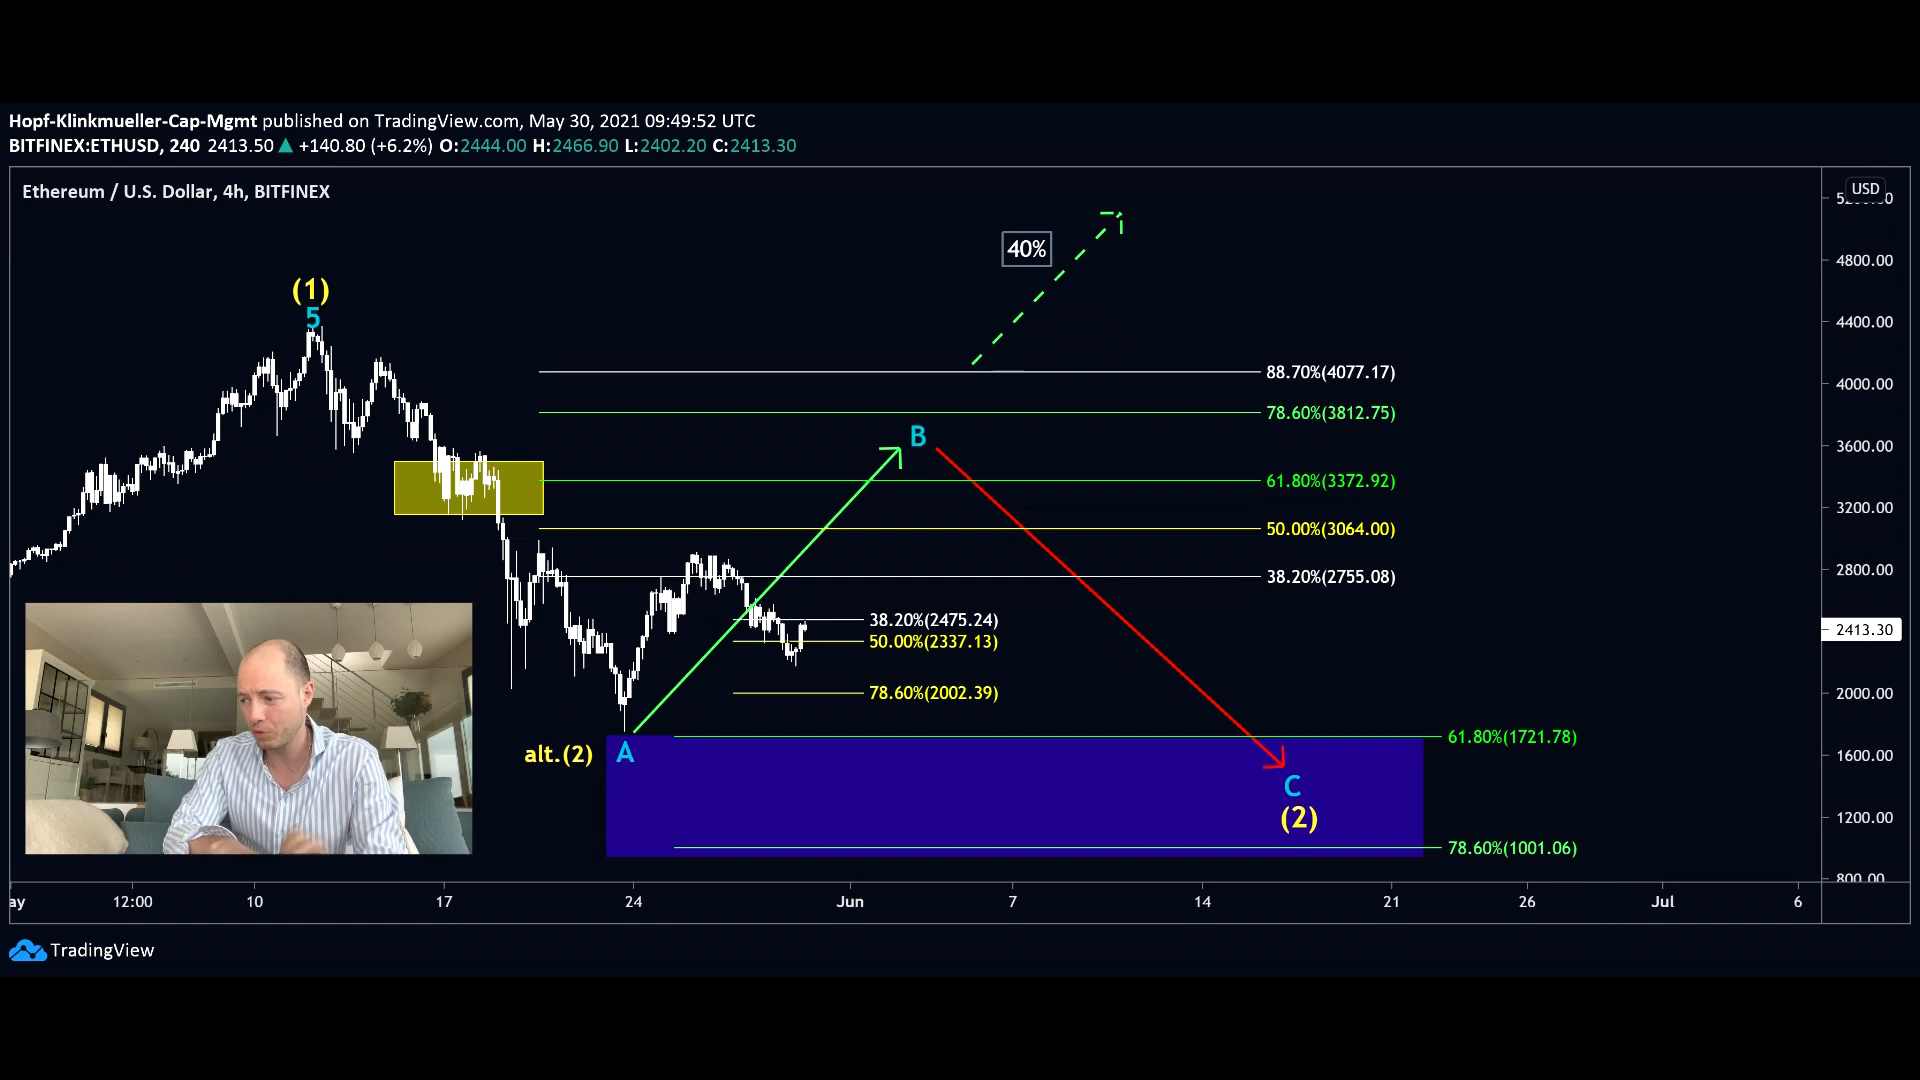 Hopf-Klinkmueller-Cap-Mgmt published on TradingView.com, May 30, 2021 09:49:52 UTC
BITFINEX:ETHUSD, 240 2413.50 ▲ +140.80 (+6.2%) O:2444.00 H:2466.90 L:2402.20 C:2413.30
Ethereum / U.S. Dollar, 4h, BITFINEX
USD
40%
4800.00
(1)
5
4400.00
88.70%(4077.17)
4000.00
78.60%(3812.75)
B
3600.00
61.80%(3372.92)
3200.00
50.00%(3064.00)
2800.00
38.20%(2755.08)
38.20%(2475.24)
2413.30
50.00%(2337.13)
78.60%(2002.39)
2000.00
61.80%(1721.78)
alt.(2) A
1600.00
C
(2)
1200.00
78.60%(1001.06)
800.00
ay 12:00 10 17 24 Jun 7 14 21 26 Jul 6
TradingView